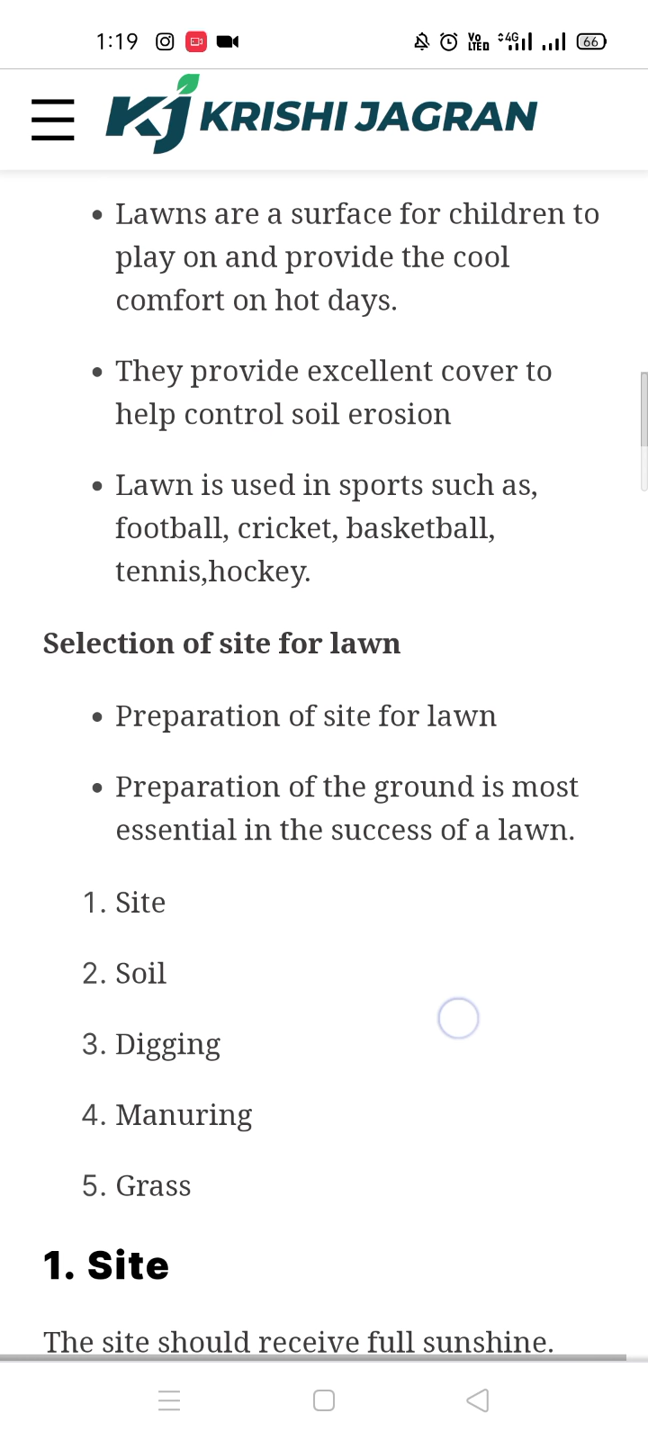 1:19
Vo LTED 4G 66
KJ KRISHI JAGRAN
• Lawns are a surface for children to
play on and provide the cool
comfort on hot days.
• They provide excellent cover to
help control soil erosion
• Lawn is used in sports such as,
football, cricket, basketball,
tennis,hockey.
Selection of site for lawn
• Preparation of site for lawn
• Preparation of the ground is most
essential in the success of a lawn.
1. Site
2. Soil
3. Digging
4. Manuring
5. Grass
1. Site
The site should receive full sunshine.